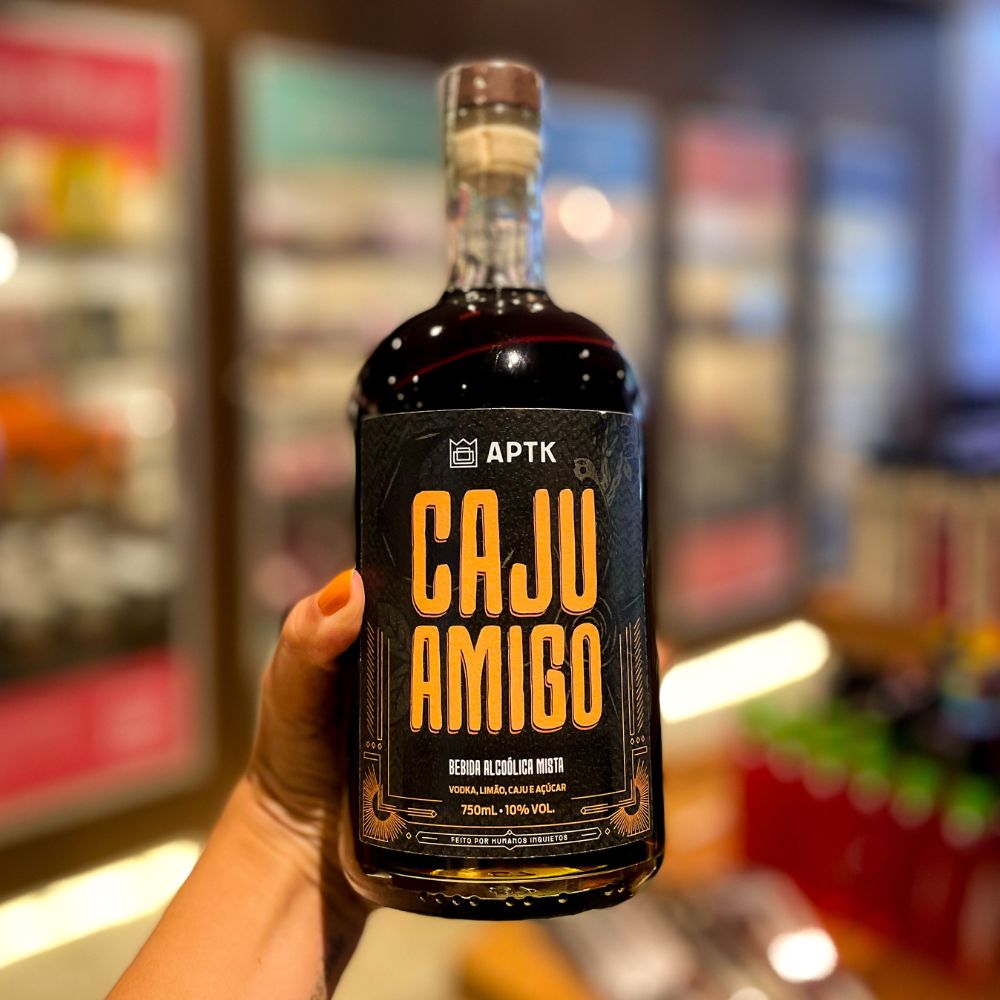 APTK
CAJU
AMIGO
BEBIDA ALCOÓLICA MISTA
VODKA, LIMÃO, CAJU E AÇÚCAR
750mL • 10% VOL.
FEITO POR HUMANOS INQUIETOS